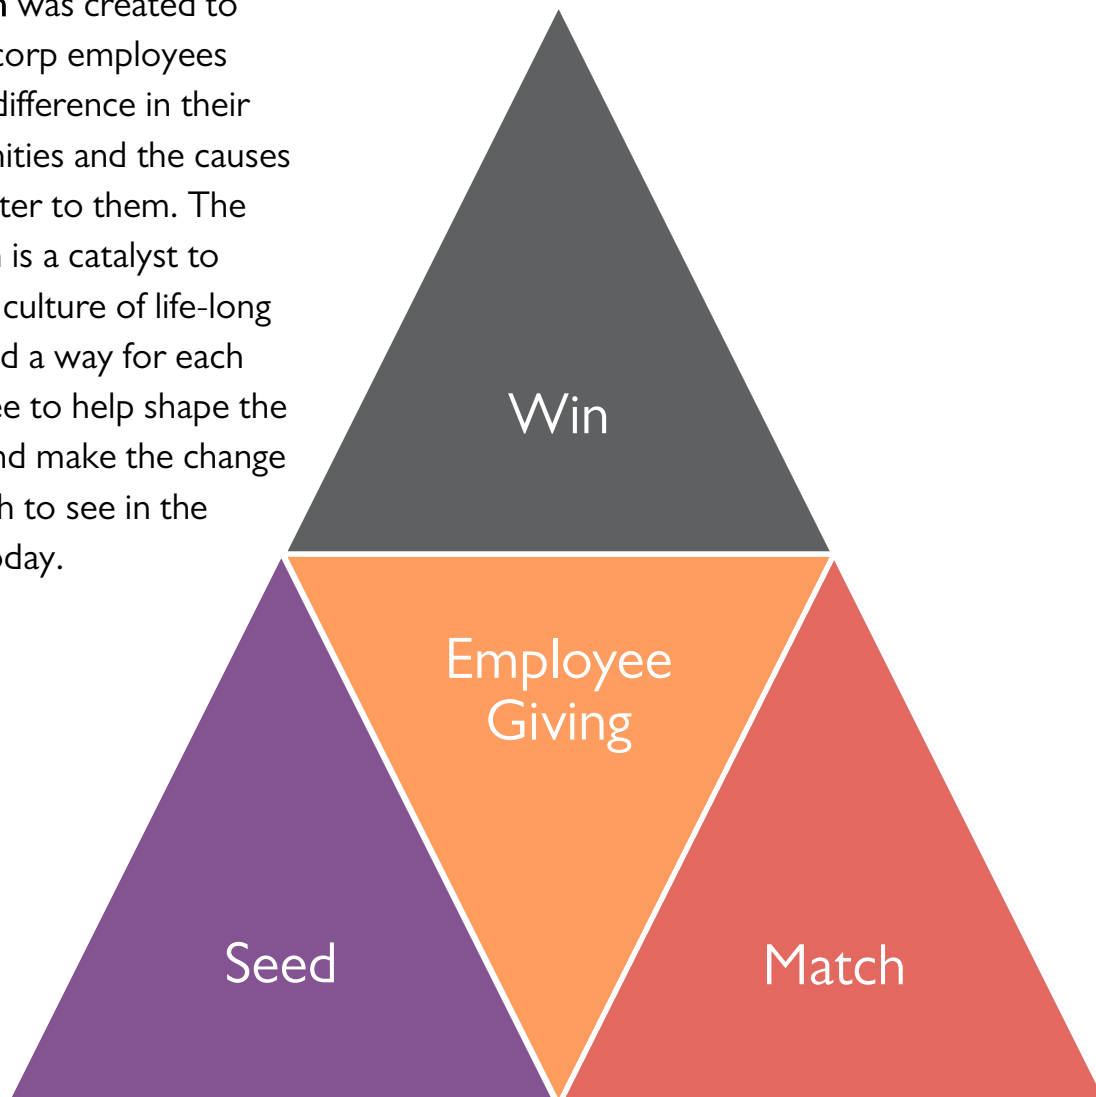 was created to
corp employees
difference in their
nities and the causes
ter to them. The
is a catalyst to
culture of life-long
d a way for each
ee to help shape the
nd make the change
h to see in the
oday.
Win
Employee
Giving
Seed
Match